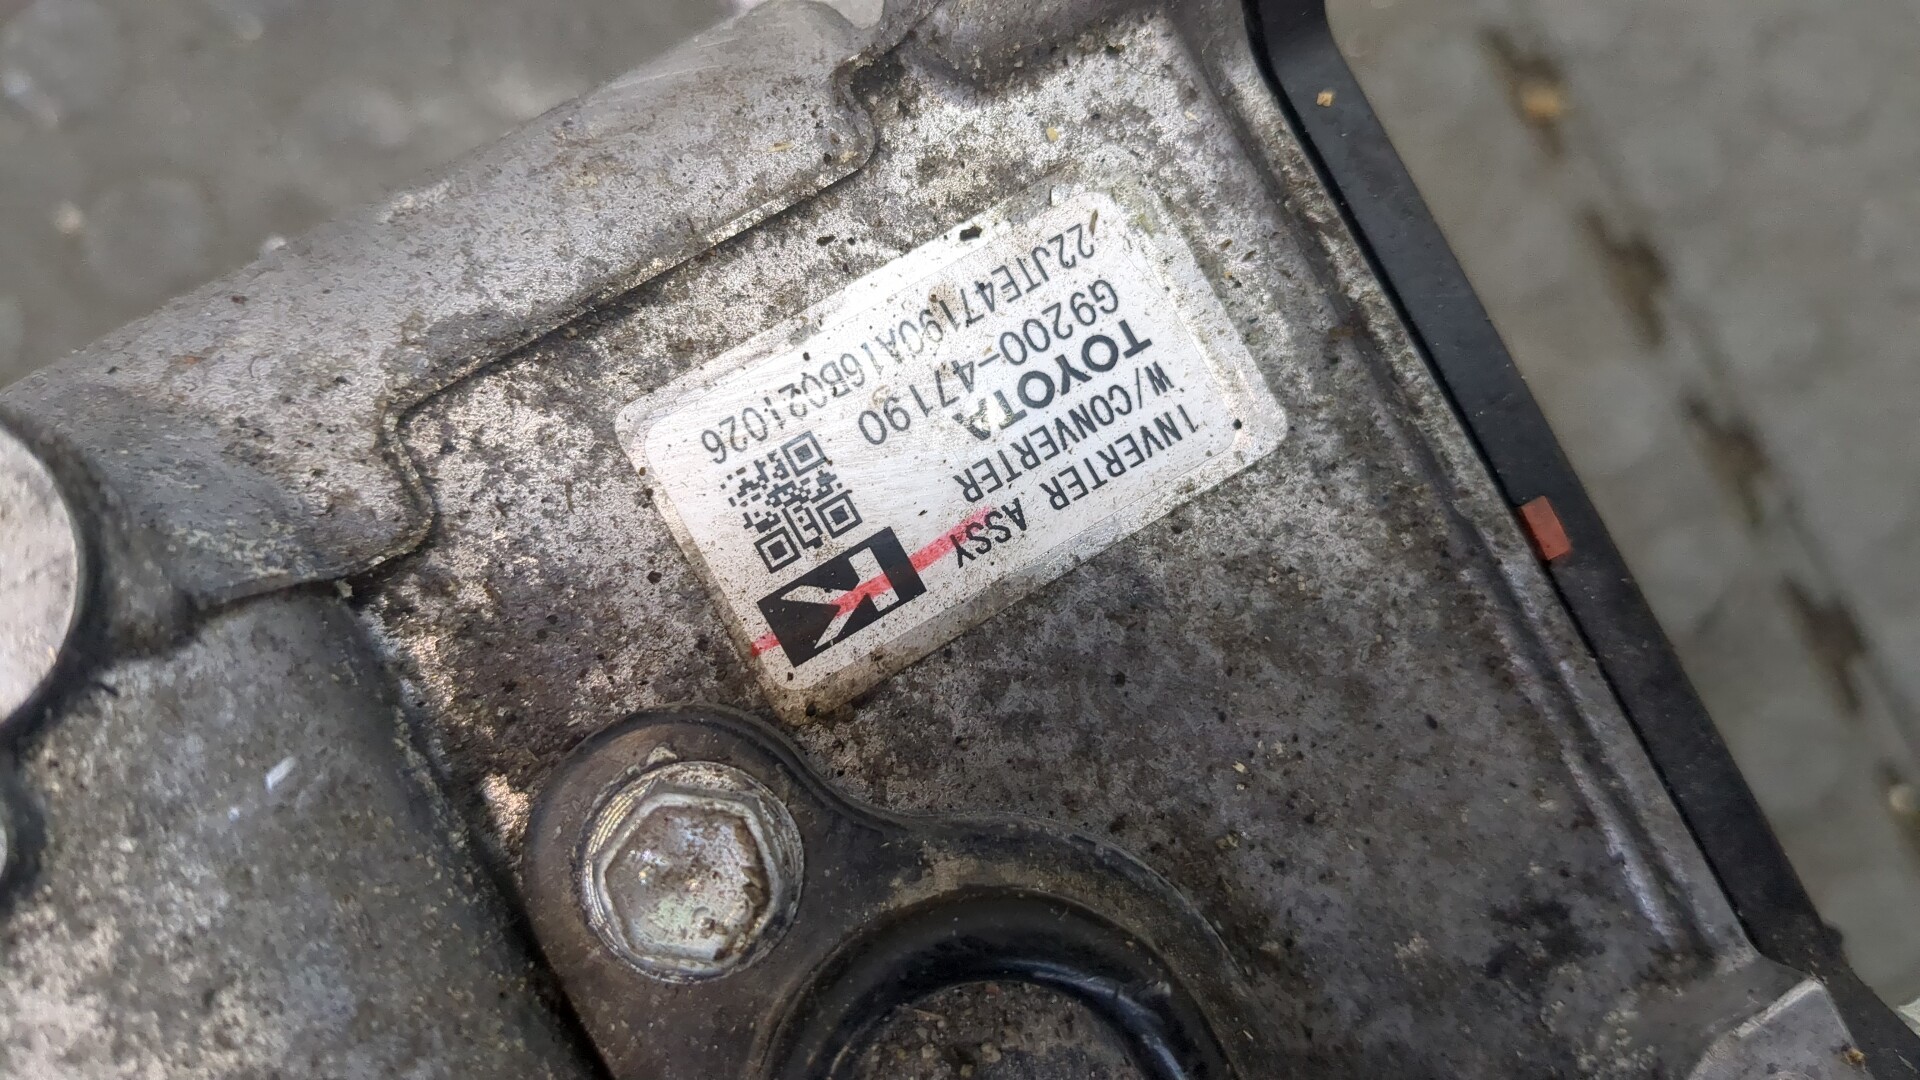 INVERTER ASSY
W/CONVERTER
TOYOTA
G9200-47190
22JTE47190A16B021026
K